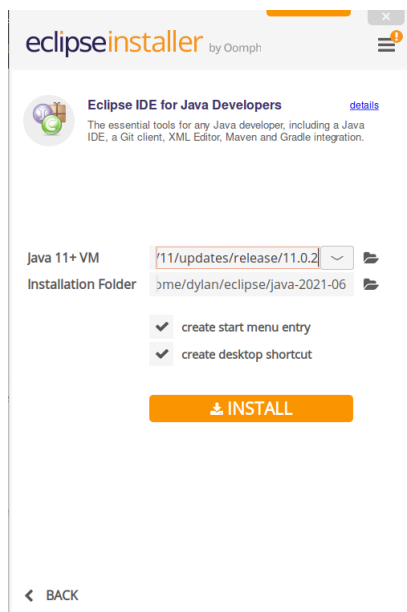 eclipseinstaller by Oomph
Eclipse IDE for Java Developers details
The essential tools for any Java developer, including a Java
IDE, a Git client, XML Editor, Maven and Gradle integration.
Java 11+ VM /11/updates/release/11.0.2
Installation Folder ome/dylan/eclipse/java-2021-06
create start menu entry
create desktop shortcut
INSTALL
BACK